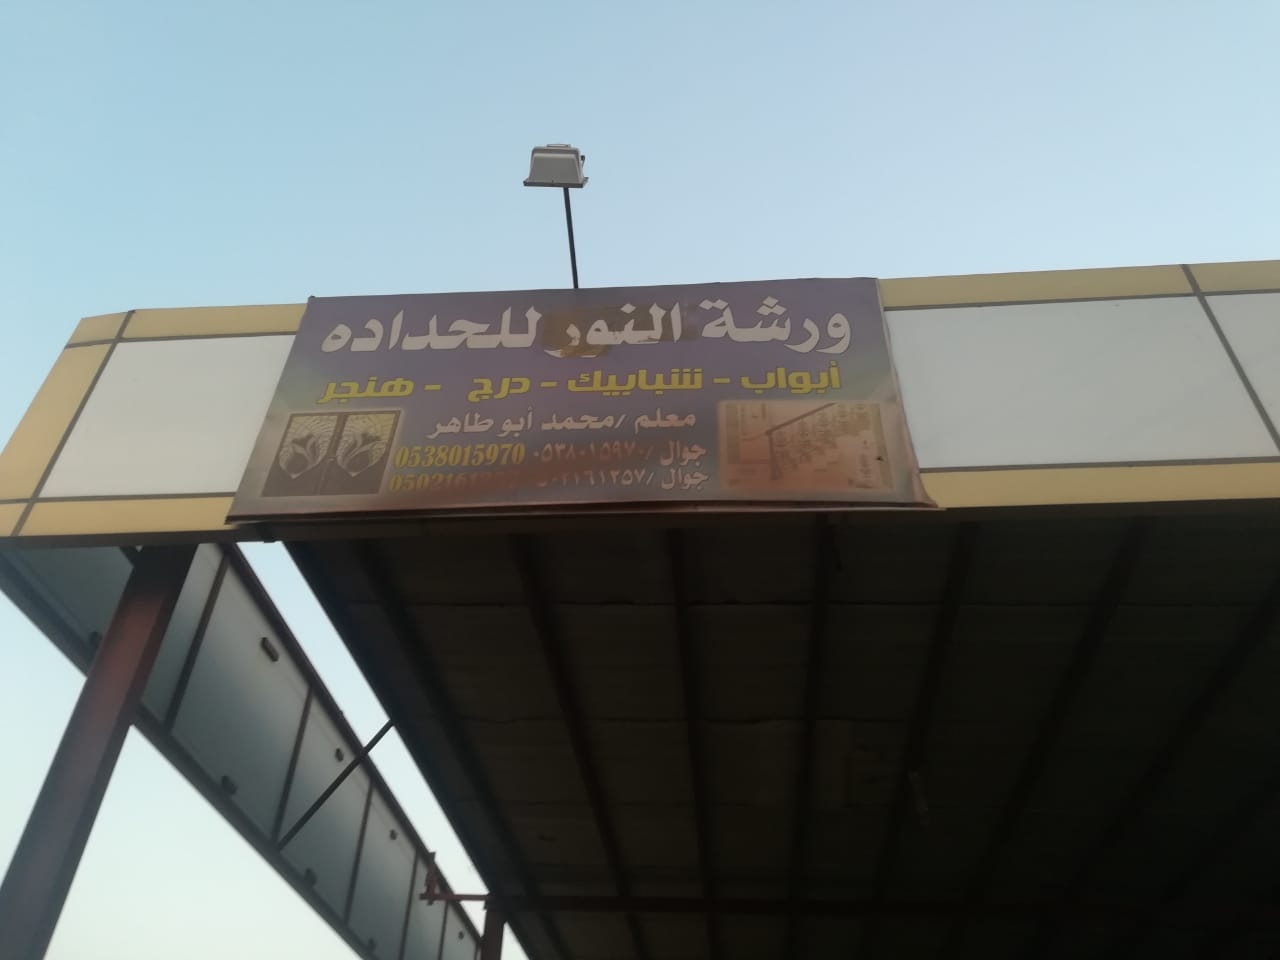 ورشة النور للحداده
أبواب - شبابيك - درج - هنجر
معلم / محمد أبو طاهر
جوال / ٠٥٣٨٠١٥٩٧٠ 0538015970
جوال /